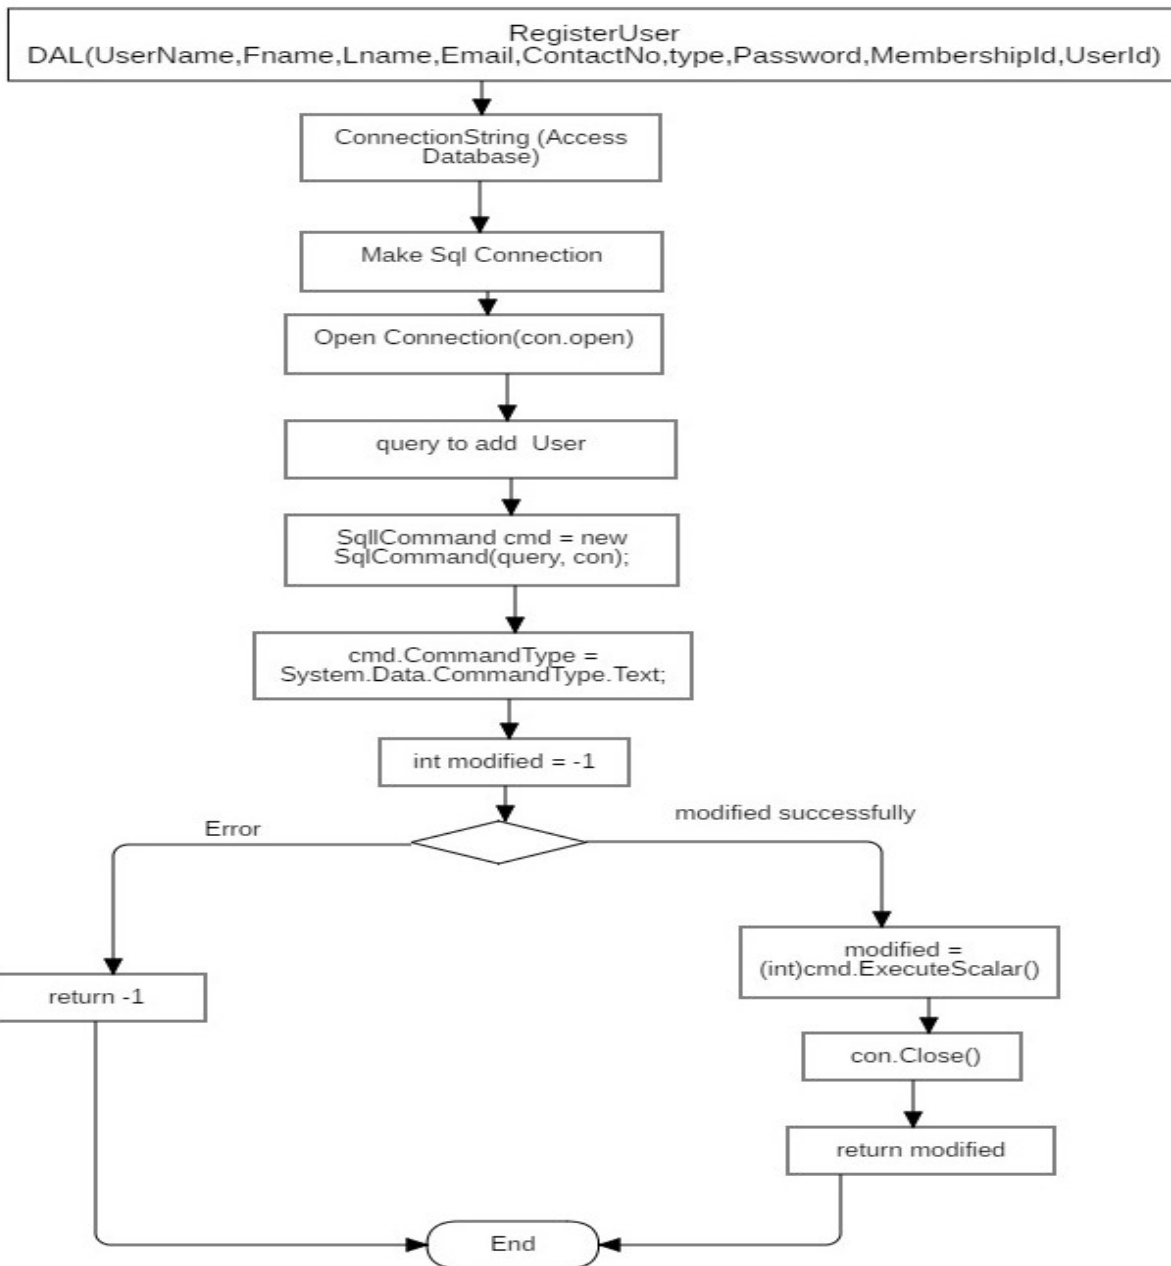 RegisterUser
DAL(UserName,Fname,Lname,Email,ContactNo,type,Password,MembershipId,UserId)
ConnectionString (Access
Database)
Make Sql Connection
Open Connection(con.open)
query to add  User
SqllCommand cmd = new
SqlCommand(query, con);
cmd.CommandType =
System.Data.CommandType.Text;
int modified = -1
Error
modified successfully
modified =
(int)cmd.ExecuteScalar()
return -1
con.Close()
return modified
End